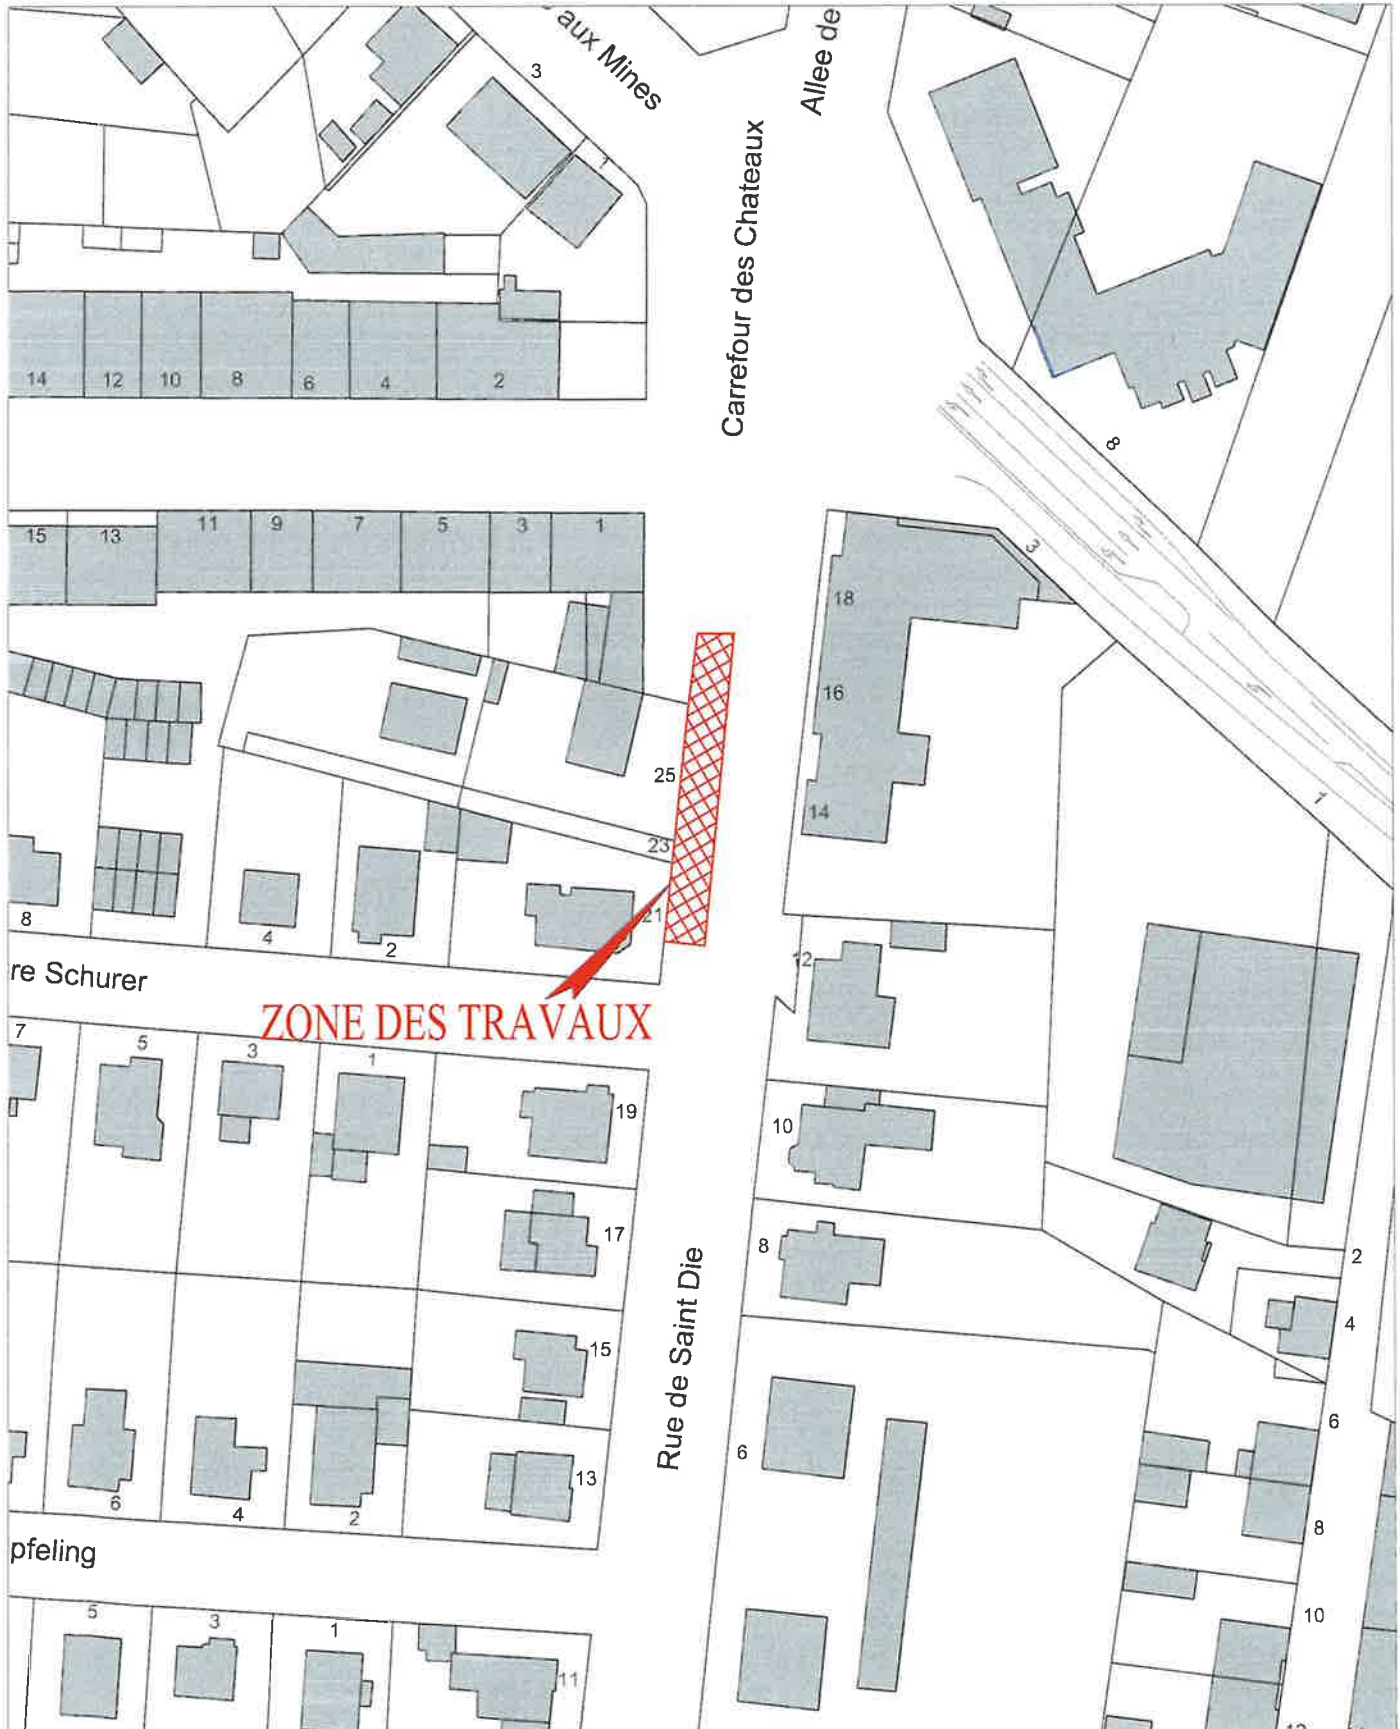 aux Mines
Allee de
3
1
Carrefour des Chateaux
14 12 10 8 6 4 2
8
15 13 11 9 7 5 3 1
3
18
16
25
14
1
23
21
8 4 2
12
re Schurer
ZONE DES TRAVAUX
7 5 3 1
19
10
17
8
2
Rue de Saint Die
15
4
6
6
13
6 4 2
8
pfeling
10
5 3 1
11